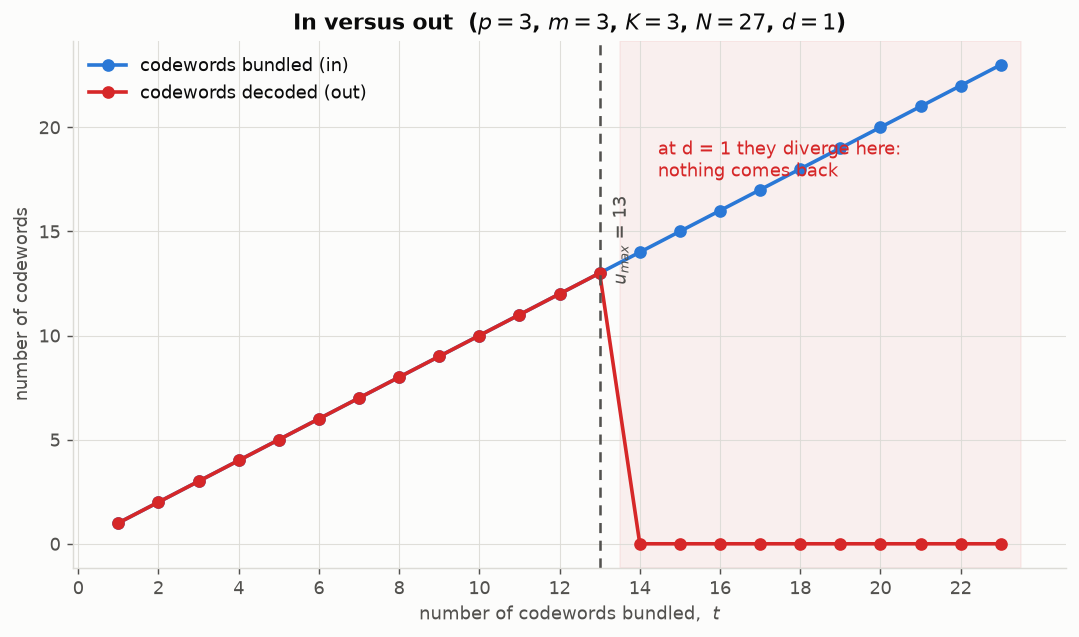 In versus out (p = 3, m = 3, K = 3, N = 27, d = 1)
codewords bundled (in)
codewords decoded (out)
at d = 1 they diverge here:
nothing comes back
u_max = 13
number of codewords
20
15
10
5
0
0 2 4 6 8 10 12 14 16 18 20 22
number of codewords bundled, t